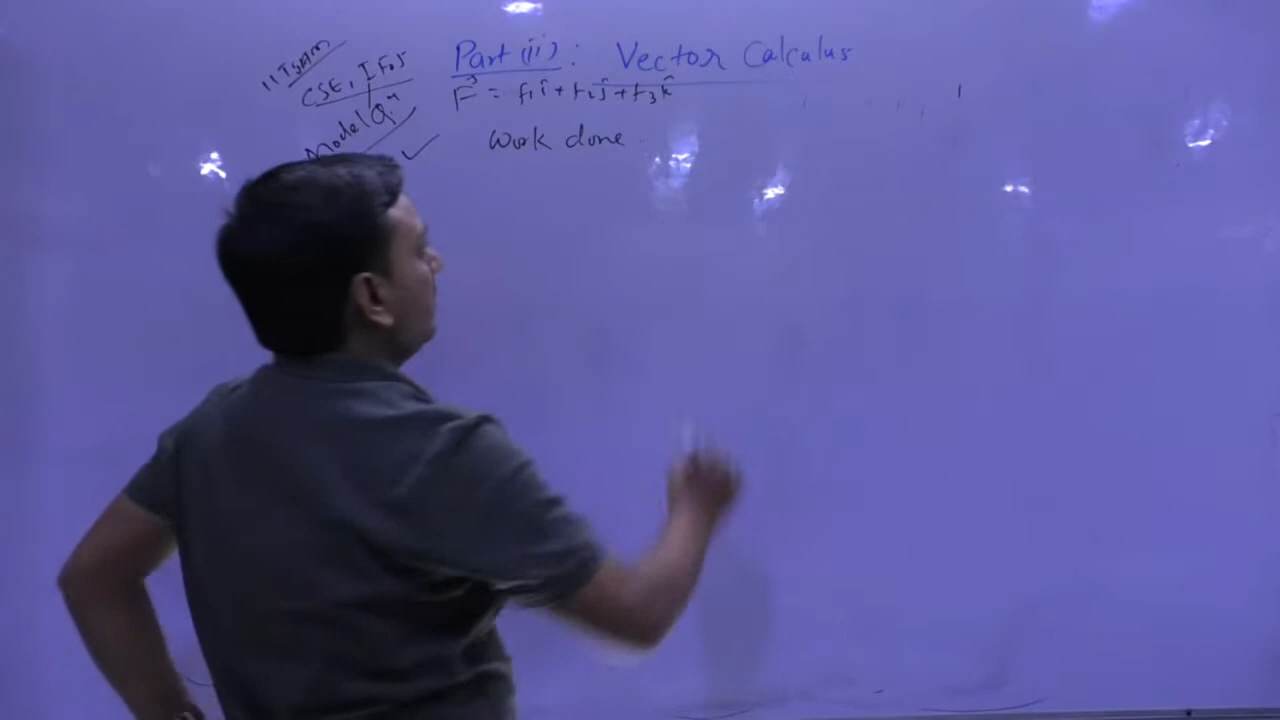 IITJAM
CSE, IFoS
Model Qⁿ.
Part (ii): Vector Calculus
F⃗ = f₁î + f₂ĵ + f₃k̂
Work done